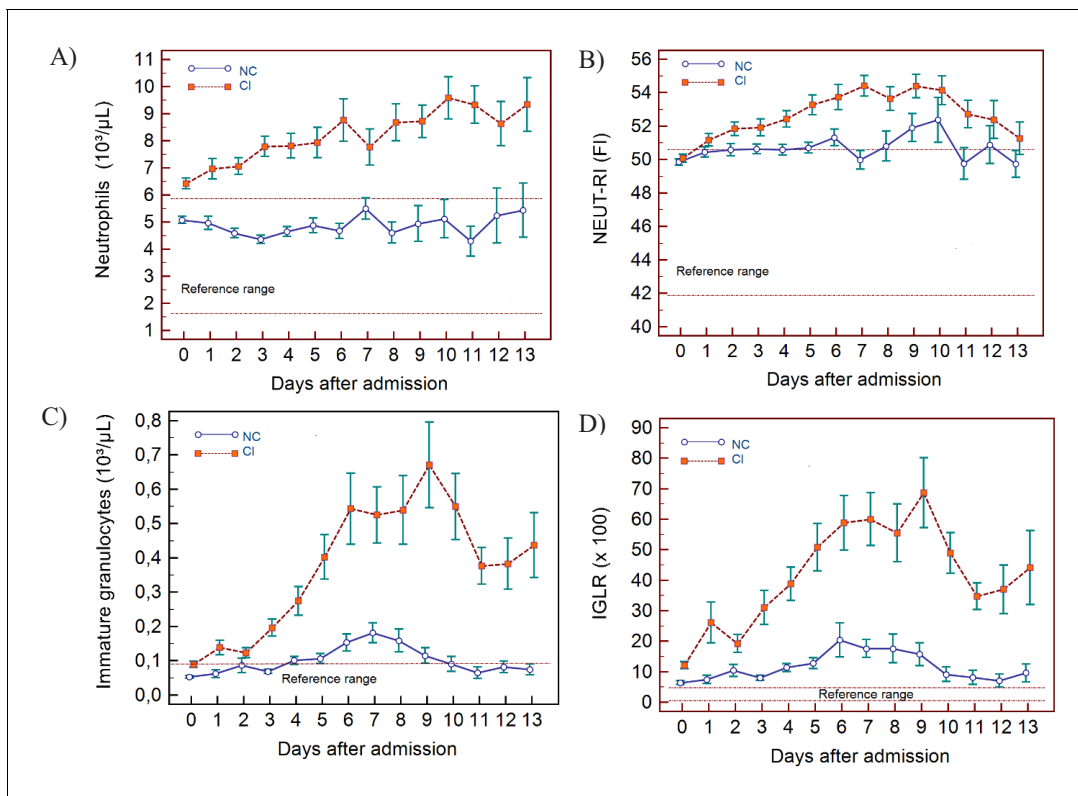 A)
Neutrophils (10³/µL)
11
10
9
8
7
6
5
4
3
2
1
NC
CI
Reference range
0 1 2 3 4 5 6 7 8 9 10 11 12 13
Days after admission
B)
NEUT-RI (FI)
56
54
52
50
48
46
44
42
40
NC
CI
Reference range
0 1 2 3 4 5 6 7 8 9 10 11 12 13
Days after admission
C)
Immature granulocytes (10³/µL)
0,8
0,7
0,6
0,5
0,4
0,3
0,2
0,1
0,0
NC
CI
Reference range
0 1 2 3 4 5 6 7 8 9 10 11 12 13
Days after admission
D)
IGLR (x 100)
90
80
70
60
50
40
30
20
10
0
NC
CI
Reference range
0 1 2 3 4 5 6 7 8 9 10 11 12 13
Days after admission